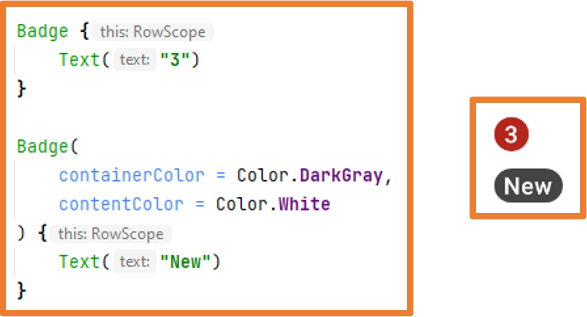 Badge { this: RowScope
Text( text: "3")
}
Badge(
containerColor = Color.DarkGray,
contentColor = Color.White
) { this: RowScope
Text( text: "New")
}
3
New